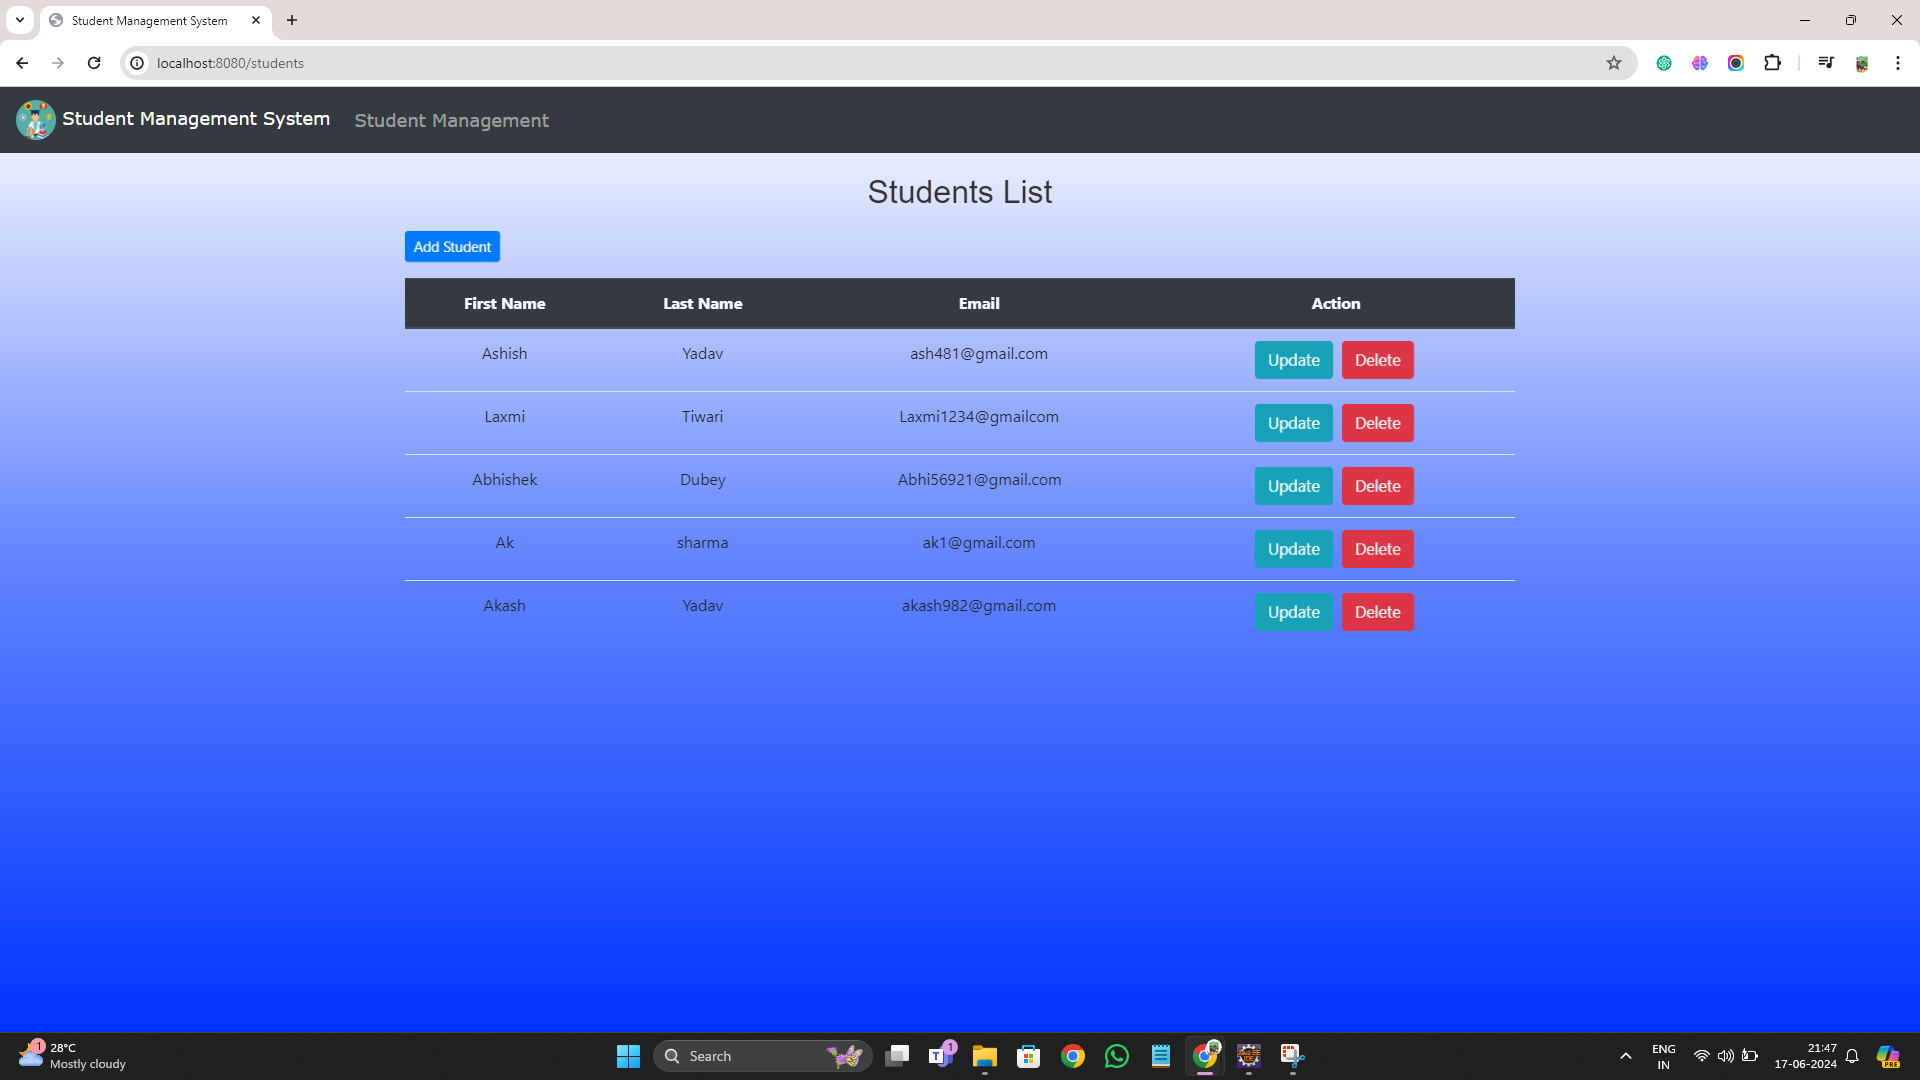 Student Management System
localhost:8080/students
Student Management System Student Management
Students List
Add Student
First Name Last Name Email Action
Ashish Yadav ash481@gmail.com Update Delete
Laxmi Tiwari Laxmi1234@gmailcom Update Delete
Abhishek Dubey Abhi56921@gmail.com Update Delete
Ak sharma ak1@gmail.com Update Delete
Akash Yadav akash982@gmail.com Update Delete
1 28°C
Mostly cloudy
Search
T 1
ENG
IN
21:47
17-06-2024
PRE